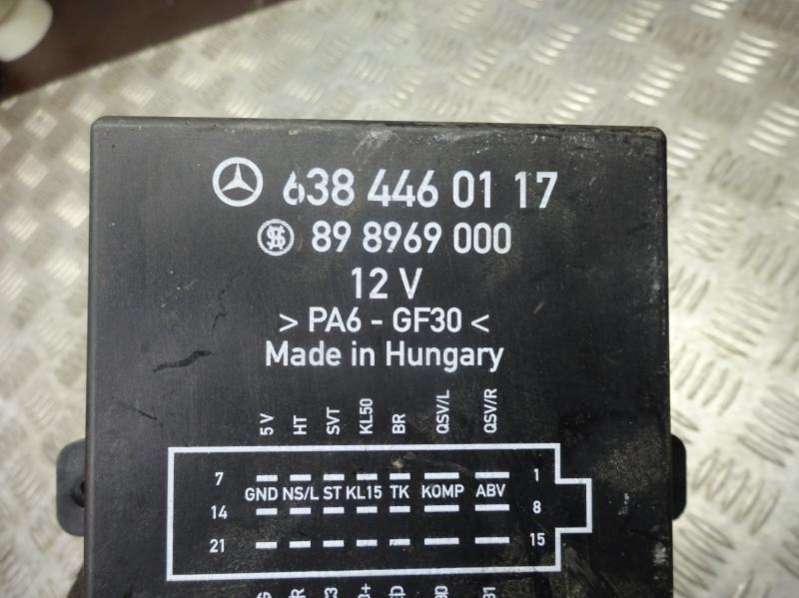 638 446 01 17
89 8969 000
12 V
> PA6 - GF30 <
Made in Hungary
5 V HT SVT KL50 BR QSV/L QSV/R
7 1
GND NS/L ST KL15 TK KOMP ABV
14 8
21 15